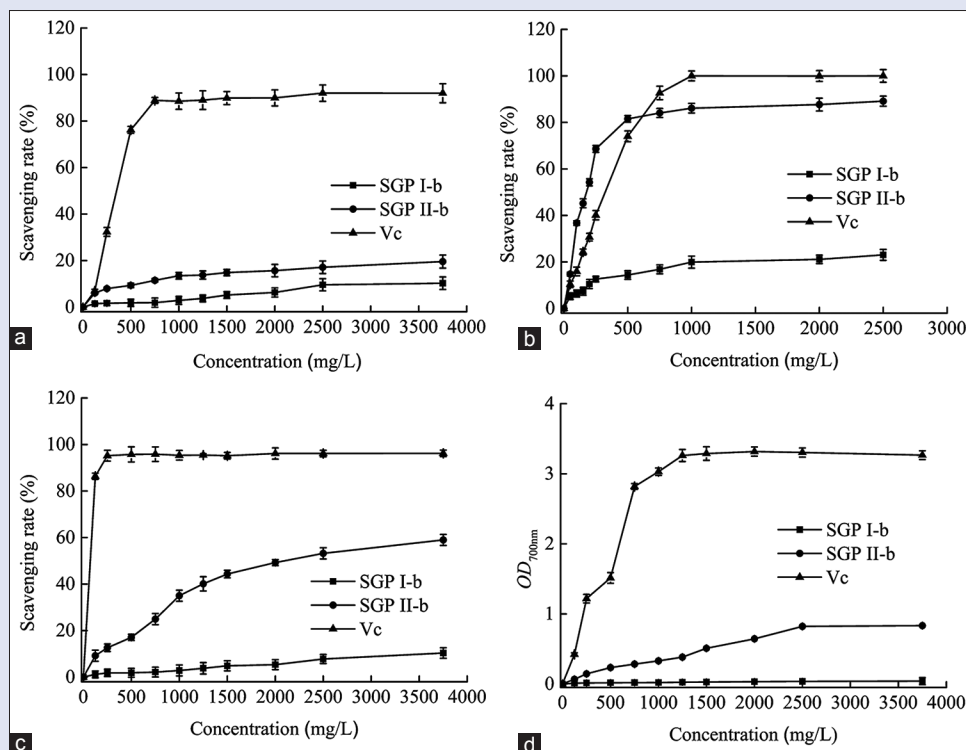 120
100
80
60
40
20
0
Scavenging rate (%)
SGP I-b
SGP II-b
Vc
0 500 1000 1500 2000 2500 3000 3500 4000
Concentration (mg/L)
a
120
100
80
60
40
20
0
Scavenging rate (%)
SGP I-b
SGP II-b
Vc
0 500 1000 1500 2000 2500 3000
Concentration (mg/L)
b
120
100
80
60
40
20
0
Scavenging rate (%)
SGP I-b
SGP II-b
Vc
0 500 1000 1500 2000 2500 3000 3500 4000
Concentration (mg/L)
c
4
3
2
1
0
OD700nm
SGP I-b
SGP II-b
Vc
0 500 1000 1500 2000 2500 3000 3500 4000
Concentration (mg/L)
d